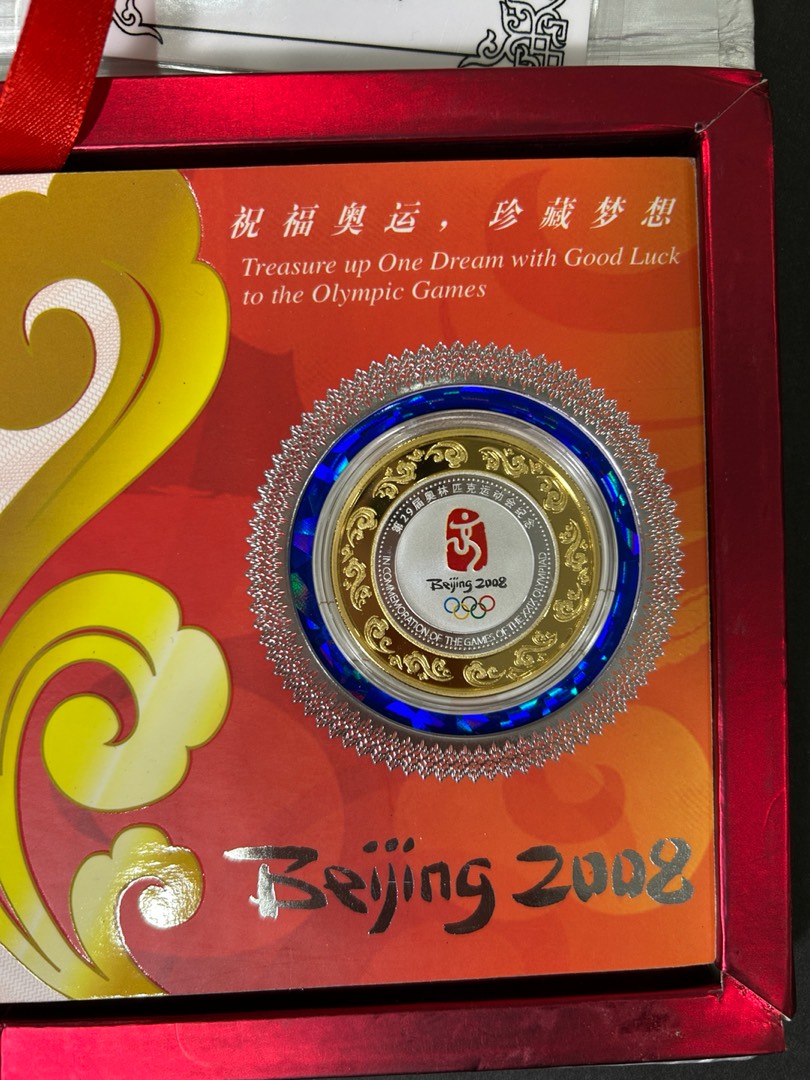 祝福奥运，珍藏梦想
Treasure up One Dream with Good Luck
to the Olympic Games
第29届奥林匹克运动会纪念
Beijing 2008
IN COMMEMORATION OF THE GAMES OF THE XXIX OLYMPIAD
Beijing 2008